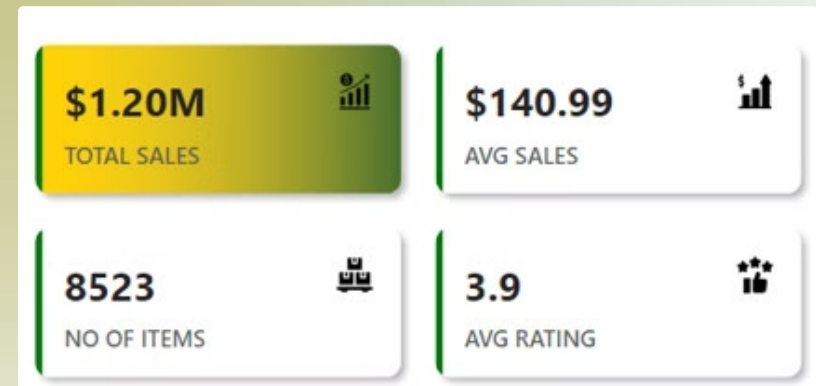 $1.20M
TOTAL SALES
$140.99
AVG SALES
8523
NO OF ITEMS
3.9
AVG RATING